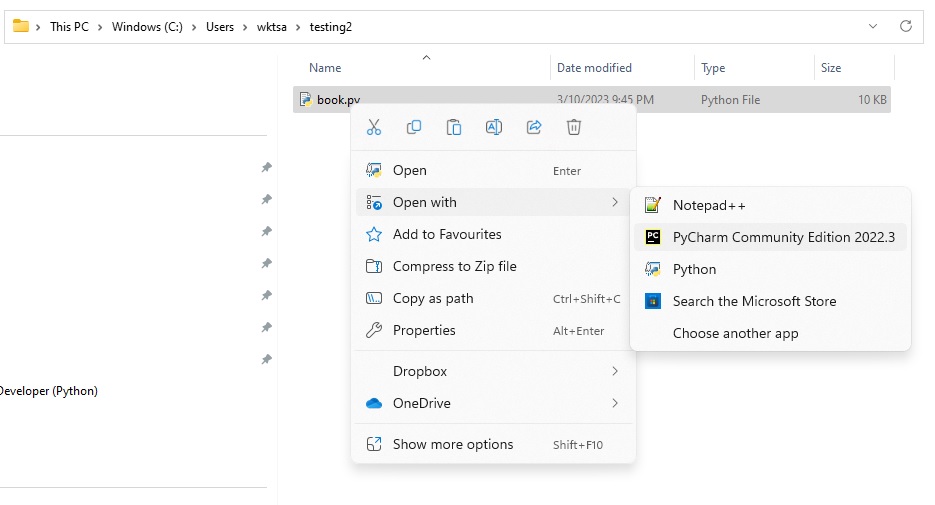 This PC > Windows (C:) > Users > wktsa > testing2
Name Date modified Type Size
book.py 3/10/2023 9:45 PM Python File 10 KB
Open Enter
Open with
Add to Favourites
Compress to Zip file
Copy as path Ctrl+Shift+C
Properties Alt+Enter
Dropbox
OneDrive
Show more options Shift+F10
Notepad++
PC PyCharm Community Edition 2022.3
Python
Search the Microsoft Store
Choose another app
Developer (Python)